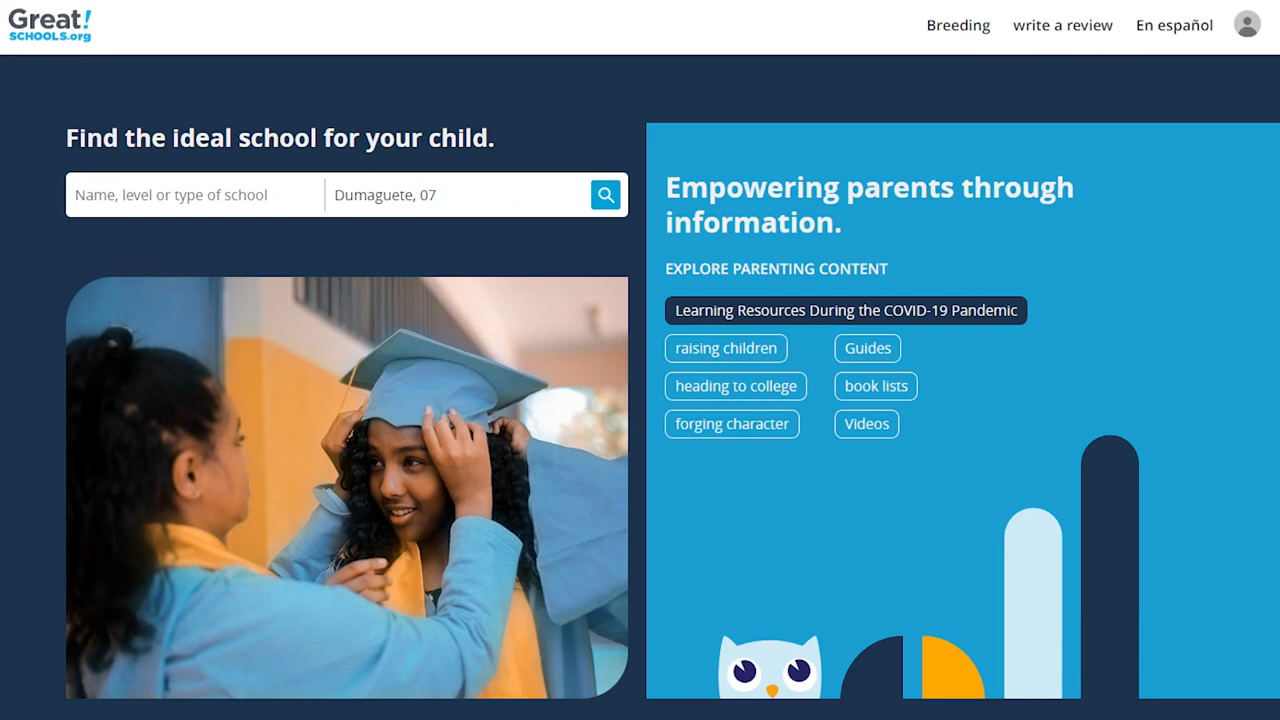 Great!
SCHOOLS.org
Breeding
write a review
En español
Find the ideal school for your child.
Name, level or type of school
Dumaguete, 07
Empowering parents through
information.
EXPLORE PARENTING CONTENT
Learning Resources During the COVID-19 Pandemic
raising children
Guides
heading to college
book lists
forging character
Videos